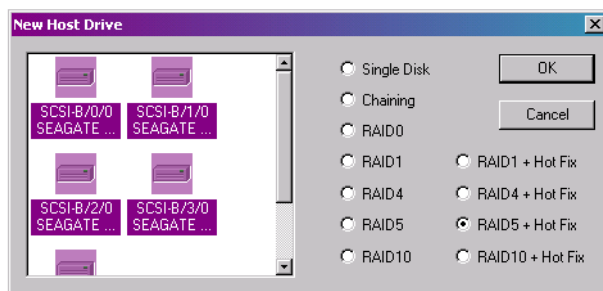 New Host Drive
SCSI-B/0/0
SEAGATE ...
SCSI-B/1/0
SEAGATE ...
SCSI-B/2/0
SEAGATE ...
SCSI-B/3/0
SEAGATE ...
Single Disk
Chaining
RAID0
RAID1
RAID4
RAID5
RAID10
RAID1 + Hot Fix
RAID4 + Hot Fix
RAID5 + Hot Fix
RAID10 + Hot Fix
OK
Cancel